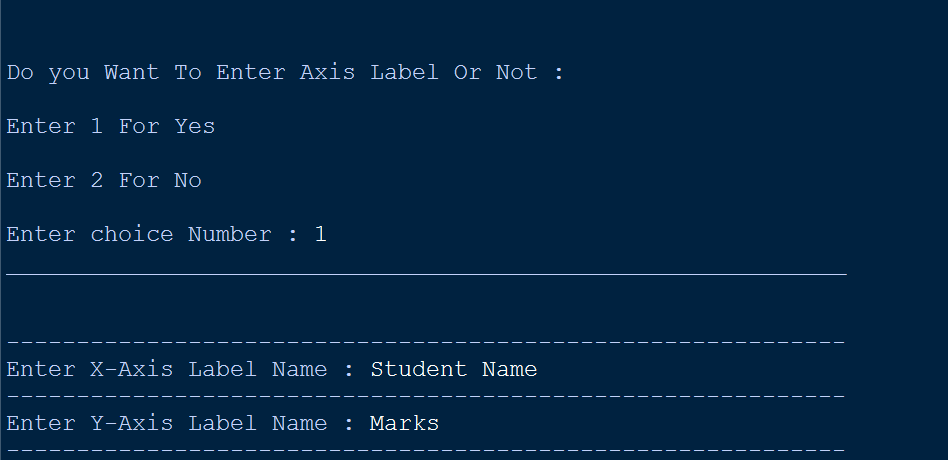 Do you Want To Enter Axis Label Or Not :
Enter 1 For Yes
Enter 2 For No
Enter choice Number : 1
____________________________________________________________
------------------------------------------------------------
Enter X-Axis Label Name : Student Name
------------------------------------------------------------
Enter Y-Axis Label Name : Marks
------------------------------------------------------------